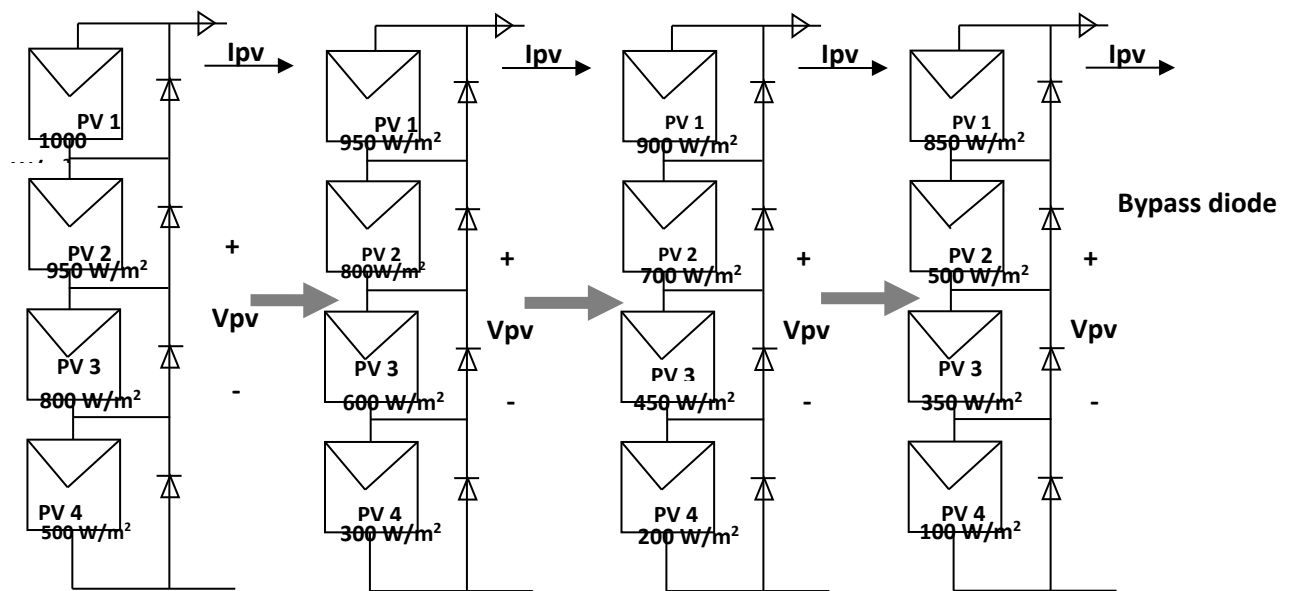 Ipv
PV 1
1000
PV 2
950 W/m²
+
Vpv
PV 3
800 W/m²
-
PV 4
500 W/m²
Ipv
PV 1
950 W/m²
PV 2
800W/m²
+
Vpv
PV 3
600 W/m²
-
PV 4
300 W/m²
Ipv
PV 1
900 W/m²
PV 2
700 W/m²
+
Vpv
PV 3
450 W/m²
-
PV 4
200 W/m²
Ipv
PV 1
850 W/m²
Bypass diode
PV 2
500 W/m²
+
Vpv
PV 3
350 W/m²
-
PV 4
100 W/m²